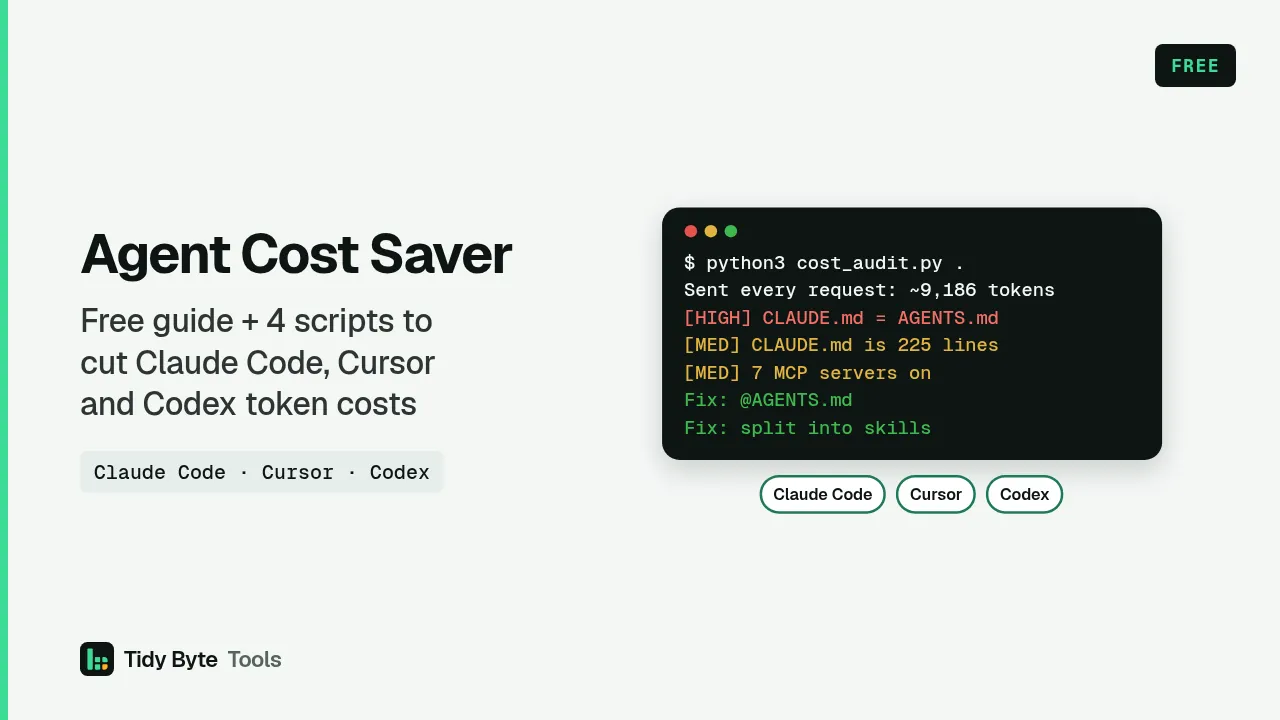 FREE
Agent Cost Saver
Free guide + 4 scripts to
cut Claude Code, Cursor
and Codex token costs
Claude Code · Cursor · Codex
$ python3 cost_audit.py .
Sent every request: ~9,186 tokens
[HIGH] CLAUDE.md = AGENTS.md
[MED] CLAUDE.md is 225 lines
[MED] 7 MCP servers on
Fix: @AGENTS.md
Fix: split into skills
Claude Code
Cursor
Codex
Tidy Byte Tools